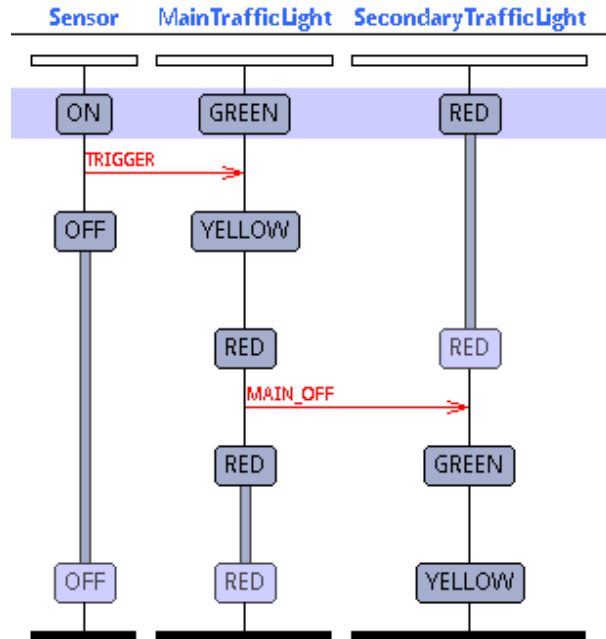 Sensor MainTrafficLight SecondaryTrafficLight
ON GREEN RED
TRIGGER
OFF YELLOW
RED RED
MAIN_OFF
RED GREEN
OFF RED YELLOW